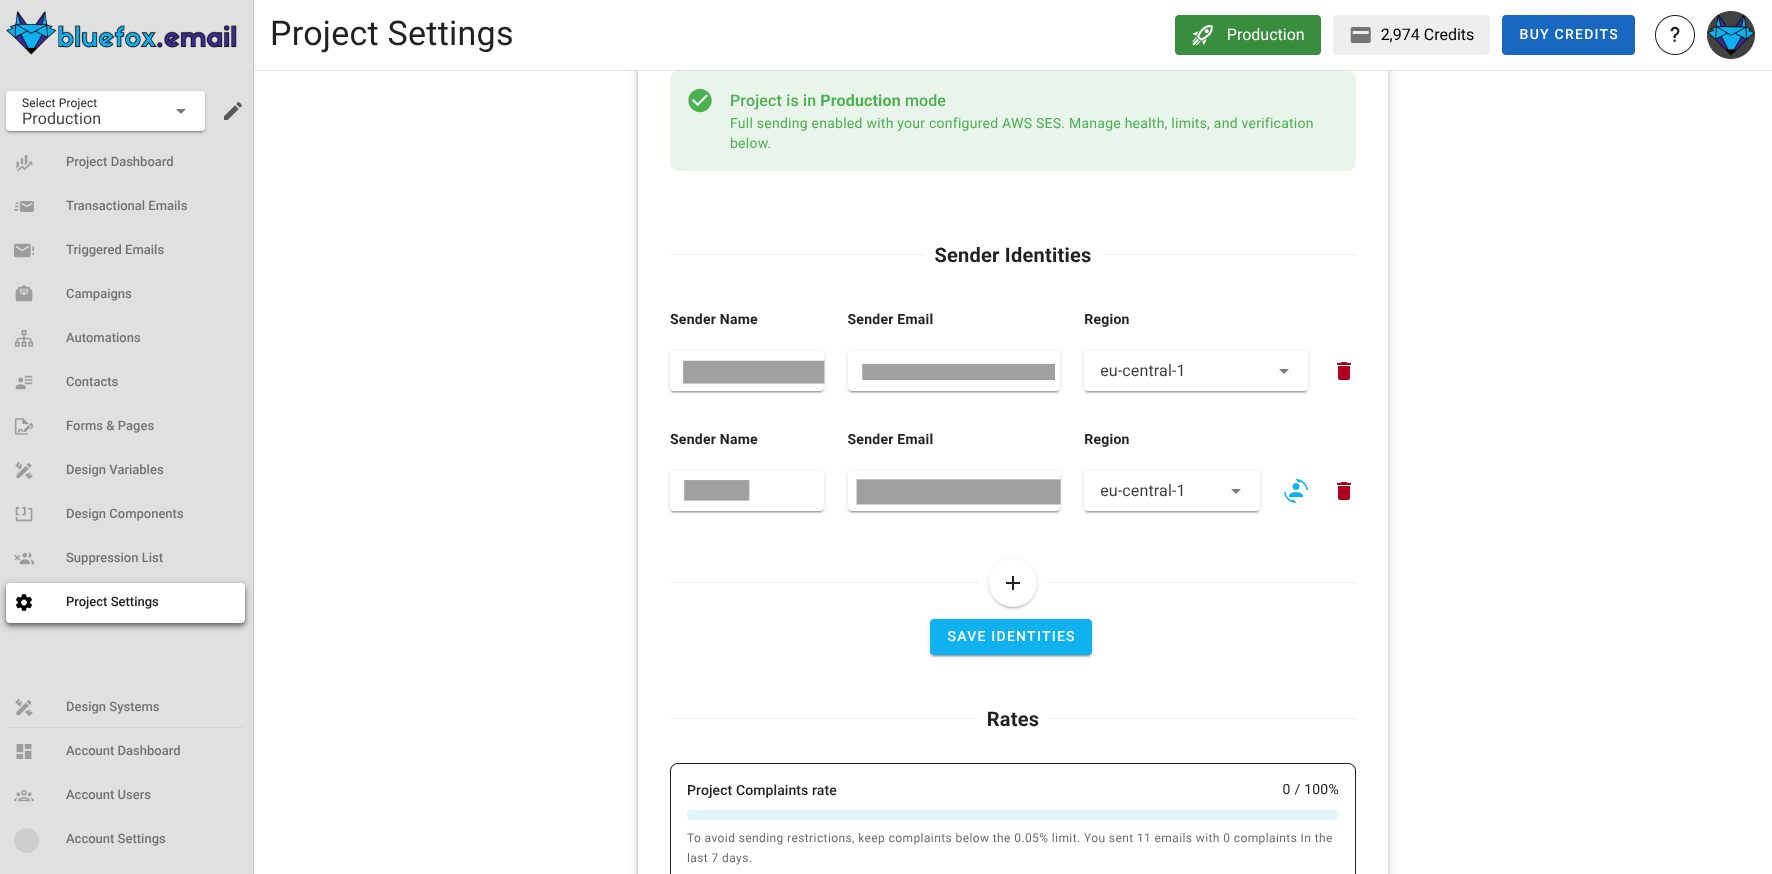 bluefox.email
Project Settings
Production
2,974 Credits
BUY CREDITS
?
Select Project
Production
Project Dashboard
Transactional Emails
Triggered Emails
Campaigns
Automations
Contacts
Forms & Pages
Design Variables
Design Components
Suppression List
Project Settings
Design Systems
Account Dashboard
Account Users
Account Settings
Project is in Production mode
Full sending enabled with your configured AWS SES. Manage health, limits, and verification
below.
Sender Identities
Sender Name Sender Email Region
eu-central-1
Sender Name Sender Email Region
eu-central-1
+
SAVE IDENTITIES
Rates
Project Complaints rate 0 / 100%
To avoid sending restrictions, keep complaints below the 0.05% limit. You sent 11 emails with 0 complaints In the
last 7 days.